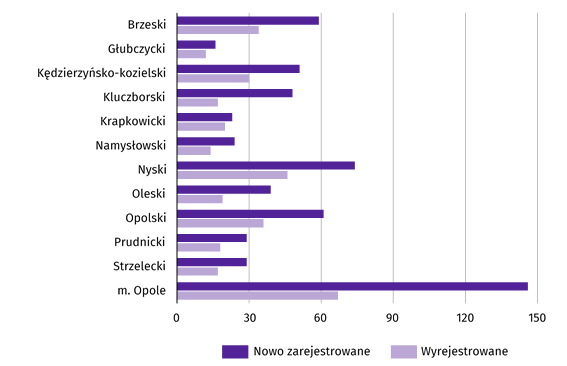 Brzeski
Głubczycki
Kędzierzyńsko-kozielski
Kluczborski
Krapkowicki
Namysłowski
Nyski
Oleski
Opolski
Prudnicki
Strzelecki
m. Opole
0 30 60 90 120 150
Nowo zarejestrowane Wyrejestrowane